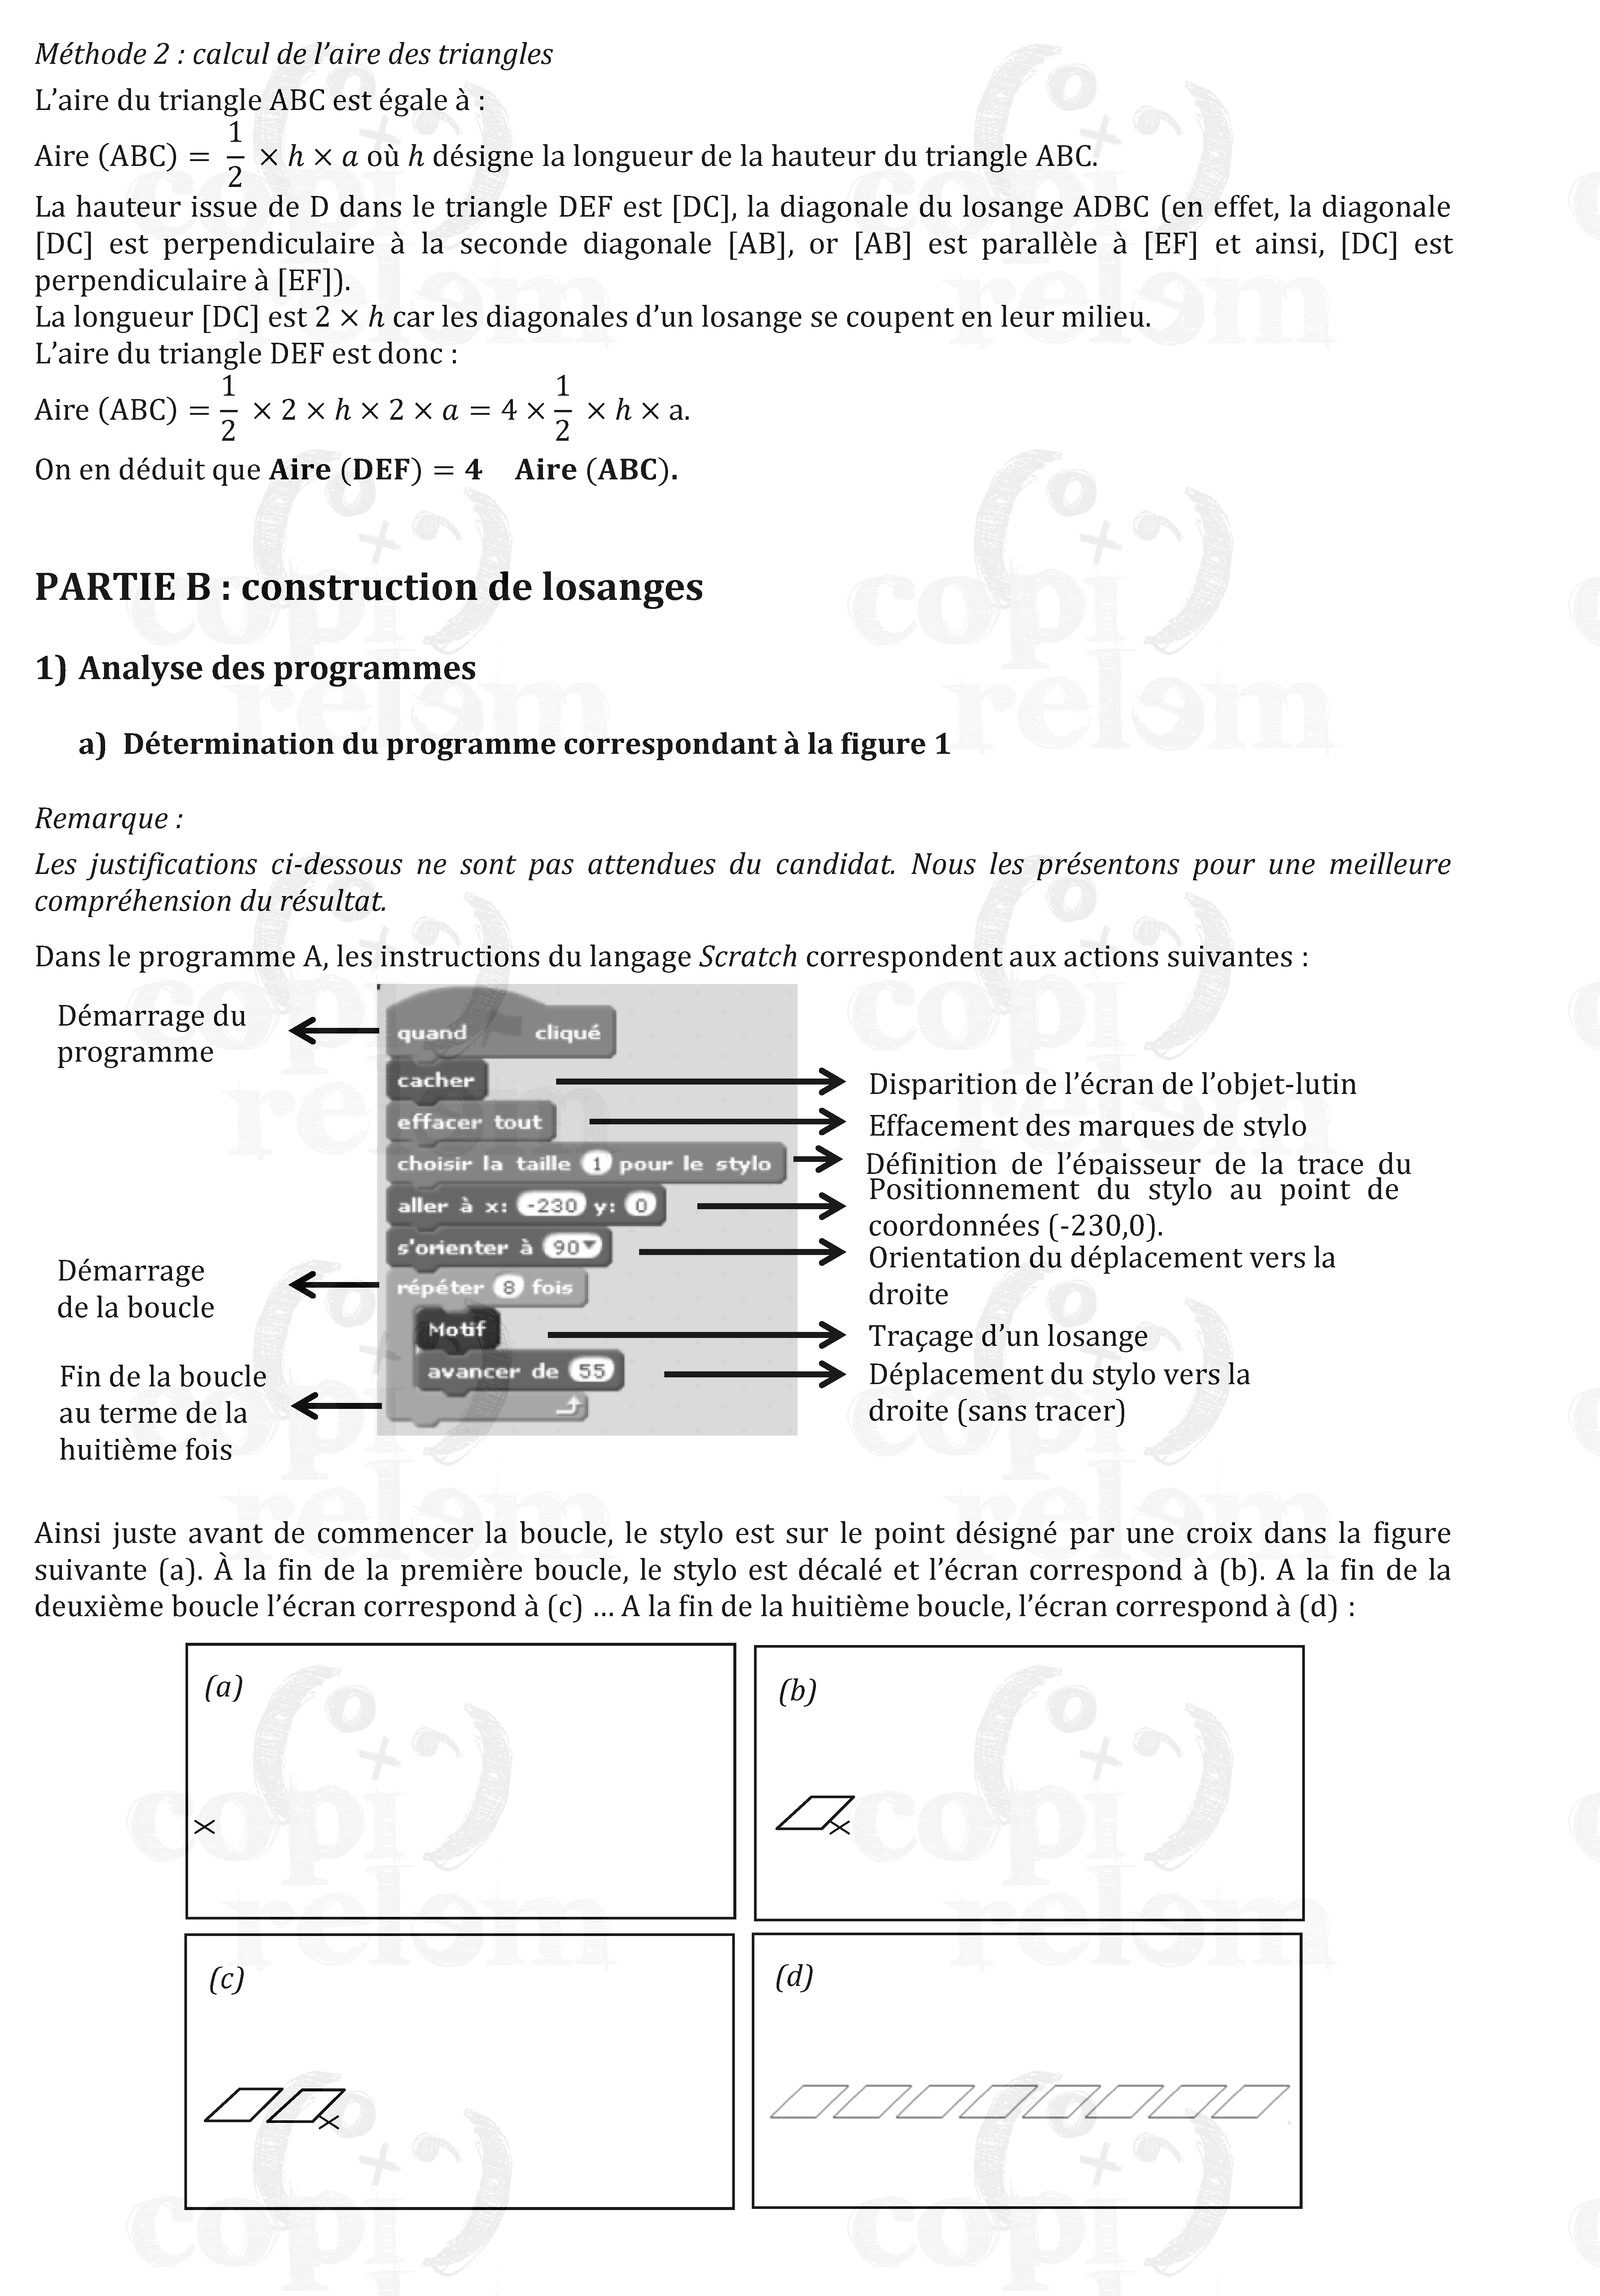 Méthode 2 : calcul de l’aire des triangles
L’aire du triangle ABC est égale à :
Aire (ABC) = 1/2 × h × a où h désigne la longueur de la hauteur du triangle ABC.
La hauteur issue de D dans le triangle DEF est [DC], la diagonale du losange ADBC (en effet, la diagonale
[DC] est perpendiculaire à la seconde diagonale [AB], or [AB] est parallèle à [EF] et ainsi, [DC] est
perpendiculaire à [EF]).
La longueur [DC] est 2 × h car les diagonales d’un losange se coupent en leur milieu.
L’aire du triangle DEF est donc :
Aire (ABC) = 1/2 × 2 × h × 2 × a = 4 × 1/2 × h × a.
On en déduit que Aire (DEF) = 4 Aire (ABC).
PARTIE B : construction de losanges
1) Analyse des programmes
a) Détermination du programme correspondant à la figure 1
Remarque :
Les justifications ci-dessous ne sont pas attendues du candidat. Nous les présentons pour une meilleure
compréhension du résultat.
Dans le programme A, les instructions du langage Scratch correspondent aux actions suivantes :
Démarrage du
programme
quand cliqué
cacher
Disparition de l’écran de l’objet-lutin
effacer tout
Effacement des marques de stylo
choisir la taille 1 pour le stylo
Définition de l’épaisseur de la trace du
aller à x: -230 y: 0
Positionnement du stylo au point de
coordonnées (-230,0).
s'orienter à 90
Orientation du déplacement vers la
droite
Démarrage
de la boucle
répéter 8 fois
Motif
Traçage d’un losange
avancer de 55
Déplacement du stylo vers la
droite (sans tracer)
Fin de la boucle
au terme de la
huitième fois
Ainsi juste avant de commencer la boucle, le stylo est sur le point désigné par une croix dans la figure
suivante (a). À la fin de la première boucle, le stylo est décalé et l’écran correspond à (b). A la fin de la
deuxième boucle l’écran correspond à (c) … A la fin de la huitième boucle, l’écran correspond à (d) :
(a)
(b)
(c)
(d)
copi
relem